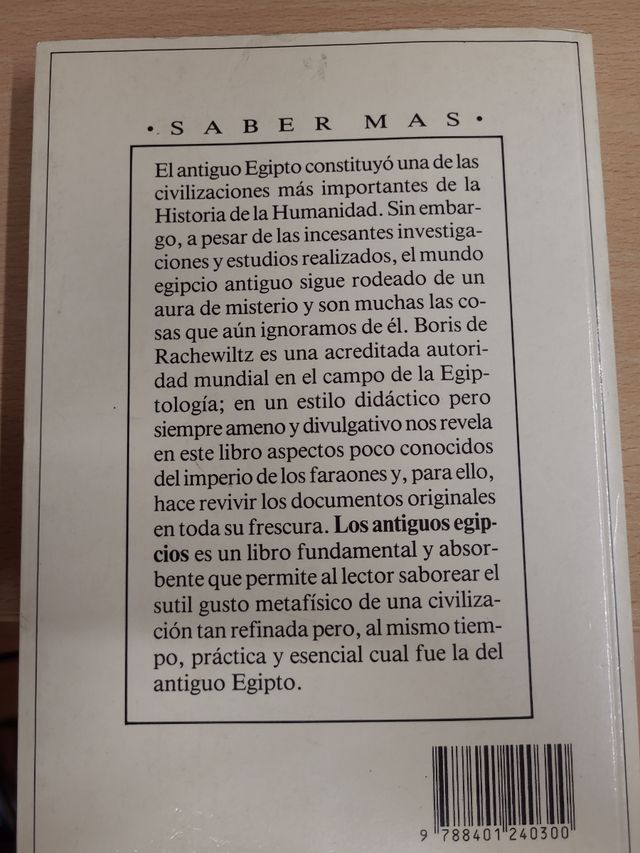 • S A B E R M A S •
El antiguo Egipto constituyó una de las
civilizaciones más importantes de la
Historia de la Humanidad. Sin embar-
go, a pesar de las incesantes investiga-
ciones y estudios realizados, el mundo
egipcio antiguo sigue rodeado de un
aura de misterio y son muchas las co-
sas que aún ignoramos de él. Boris de
Rachewiltz es una acreditada autori-
dad mundial en el campo de la Egip-
tología; en un estilo didáctico pero
siempre ameno y divulgativo nos revela
en este libro aspectos poco conocidos
del imperio de los faraones y, para ello,
hace revivir los documentos originales
en toda su frescura. Los antiguos egip-
cios es un libro fundamental y absor-
bente que permite al lector saborear el
sutil gusto metafísico de una civiliza-
ción tan refinada pero, al mismo tiem-
po, práctica y esencial cual fue la del
antiguo Egipto.
9 788401 240300